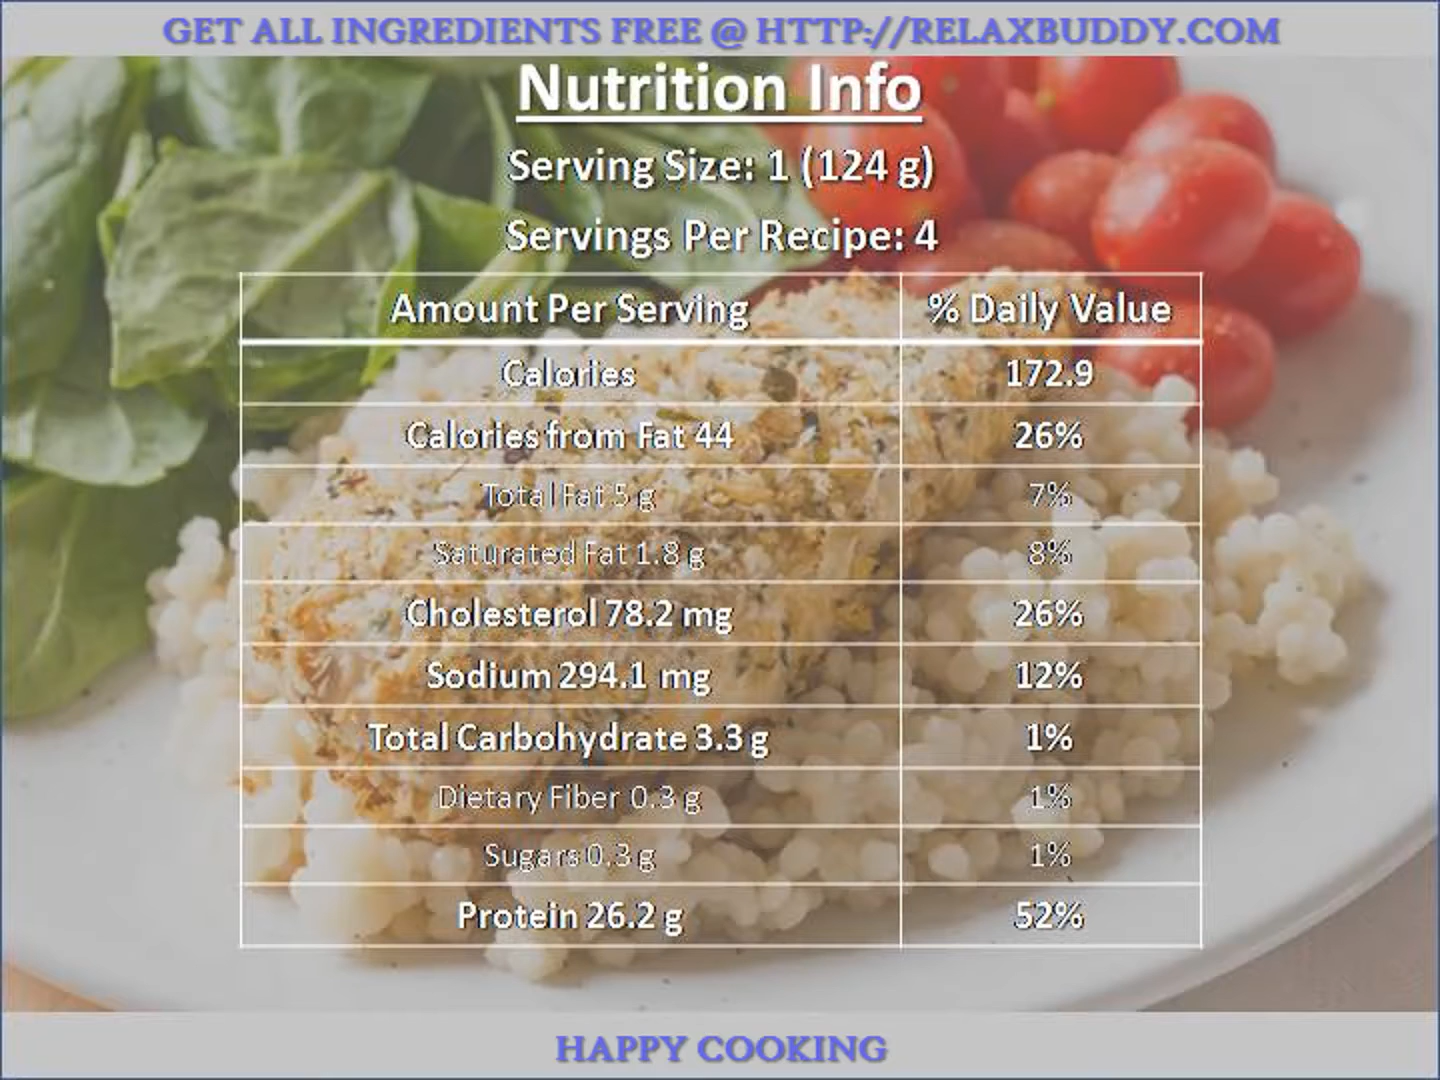 GET ALL INGREDIENTS FREE @ HTTP://RELAXBUDDY.COM
Nutrition Info
Serving Size: 1 (124 g)
Servings Per Recipe: 4
Amount Per Serving % Daily Value
Calories 172.9
Calories from Fat 44 26%
Total Fat 5 g 7%
Saturated Fat 1.8 g 8%
Cholesterol 78.2 mg 26%
Sodium 294.1 mg 12%
Total Carbohydrate 3.3 g 1%
Dietary Fiber 0.3 g 1%
Sugars 0.3 g 1%
Protein 26.2 g 52%
HAPPY COOKING